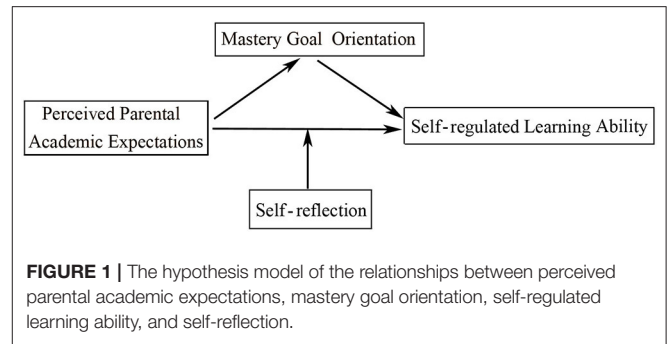 Mastery Goal Orientation
Perceived Parental
Academic Expectations
Self-regulated Learning Ability
Self-reflection
FIGURE 1 | The hypothesis model of the relationships between perceived
parental academic expectations, mastery goal orientation, self-regulated
learning ability, and self-reflection.